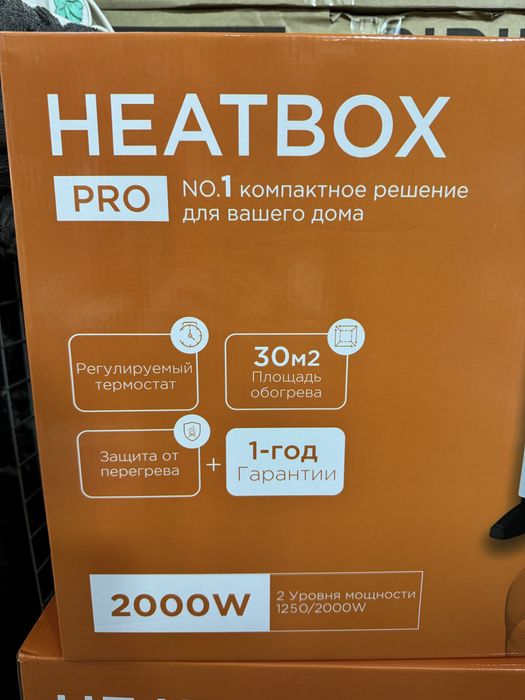 HEATBOX
PRO
NO.1 компактное решение
для вашего дома
Регулируемый
термостат
30м2
Площадь
обогрева
Защита от
перегрева
+
1-год
Гарантии
2000W
2 Уровня мощности
1250/2000W